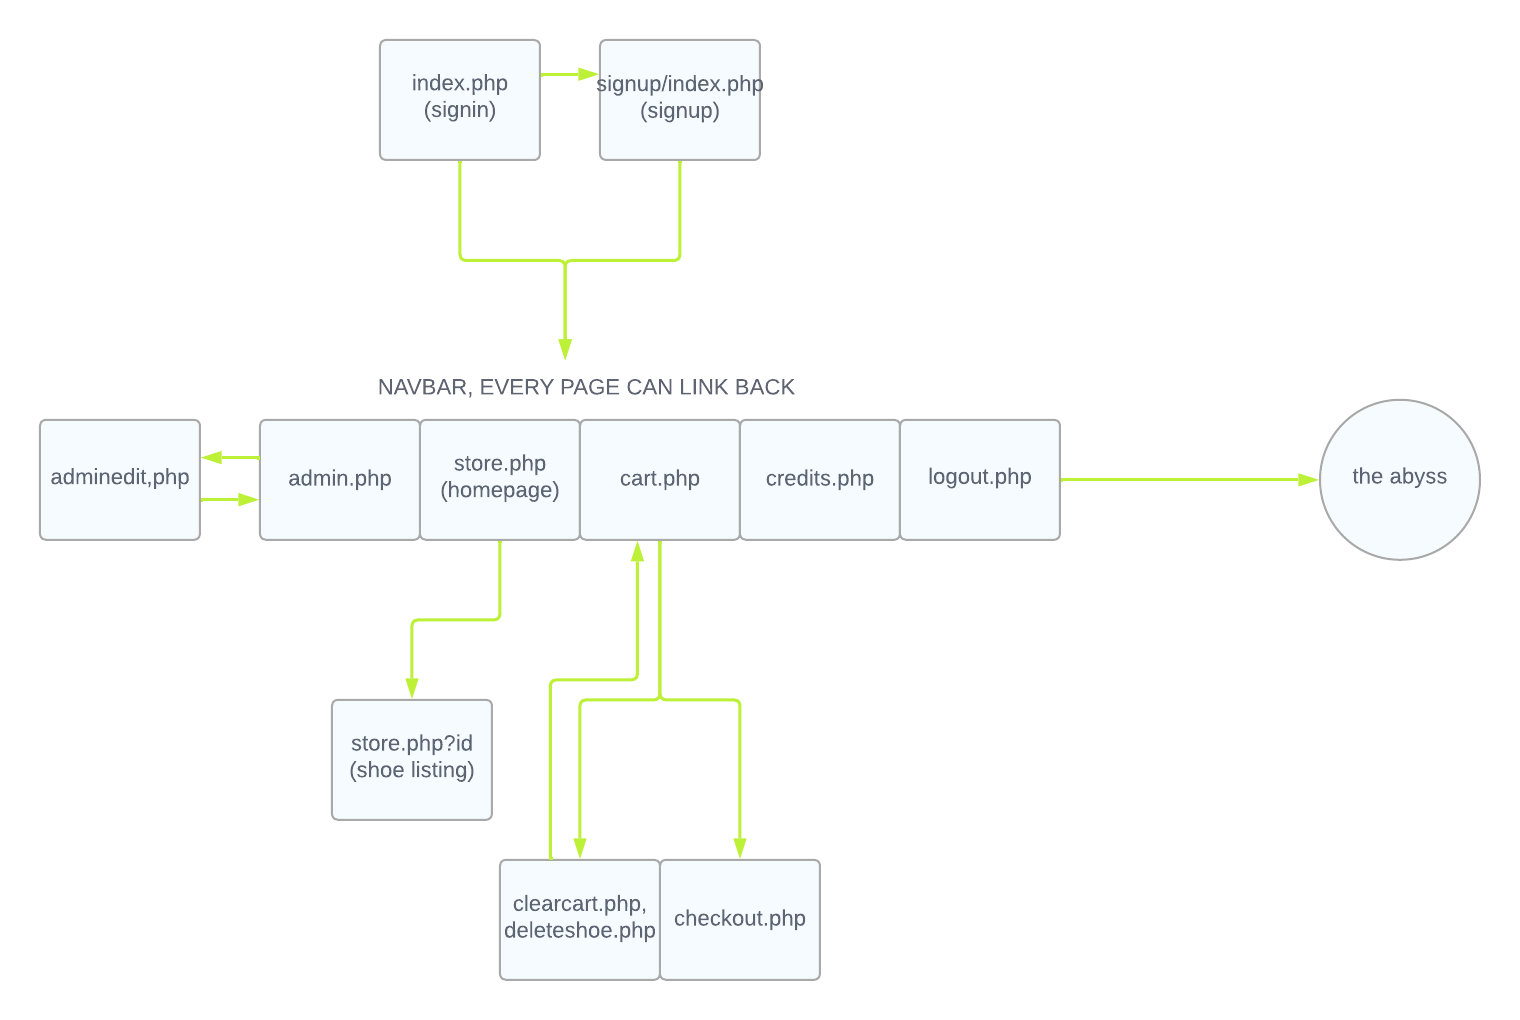 index.php
(signin)
signup/index.php
(signup)
NAVBAR, EVERY PAGE CAN LINK BACK
adminedit,php
admin.php
store.php
(homepage)
cart.php
credits.php
logout.php
the abyss
store.php?id
(shoe listing)
clearcart.php,
deleteshoe.php
checkout.php